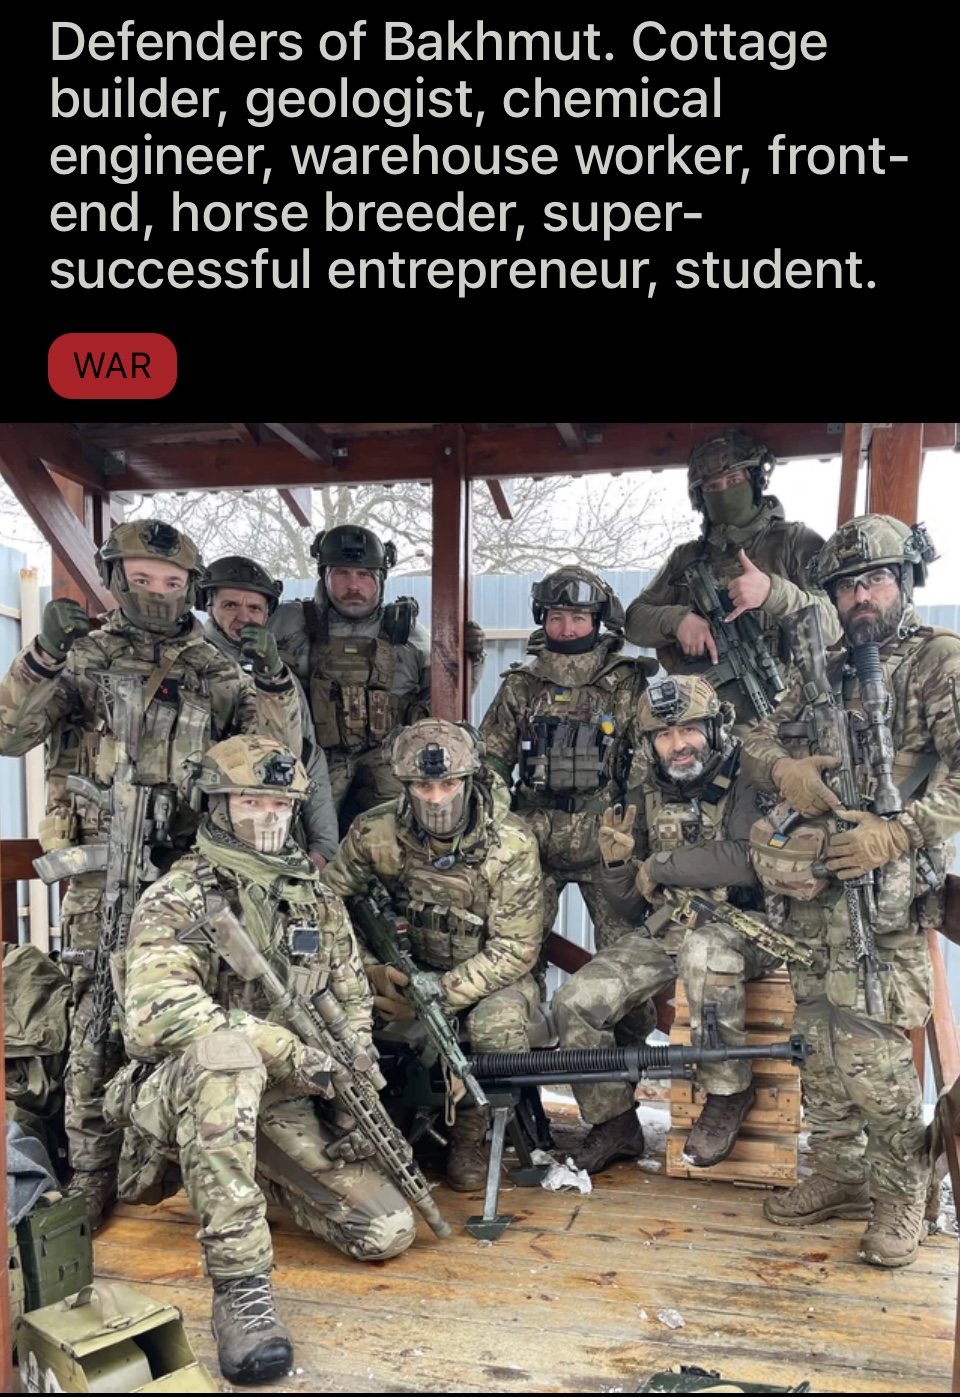 Defenders of Bakhmut. Cottage
builder, geologist, chemical
engineer, warehouse worker, front-
end, horse breeder, super-
successful entrepreneur, student.
WAR